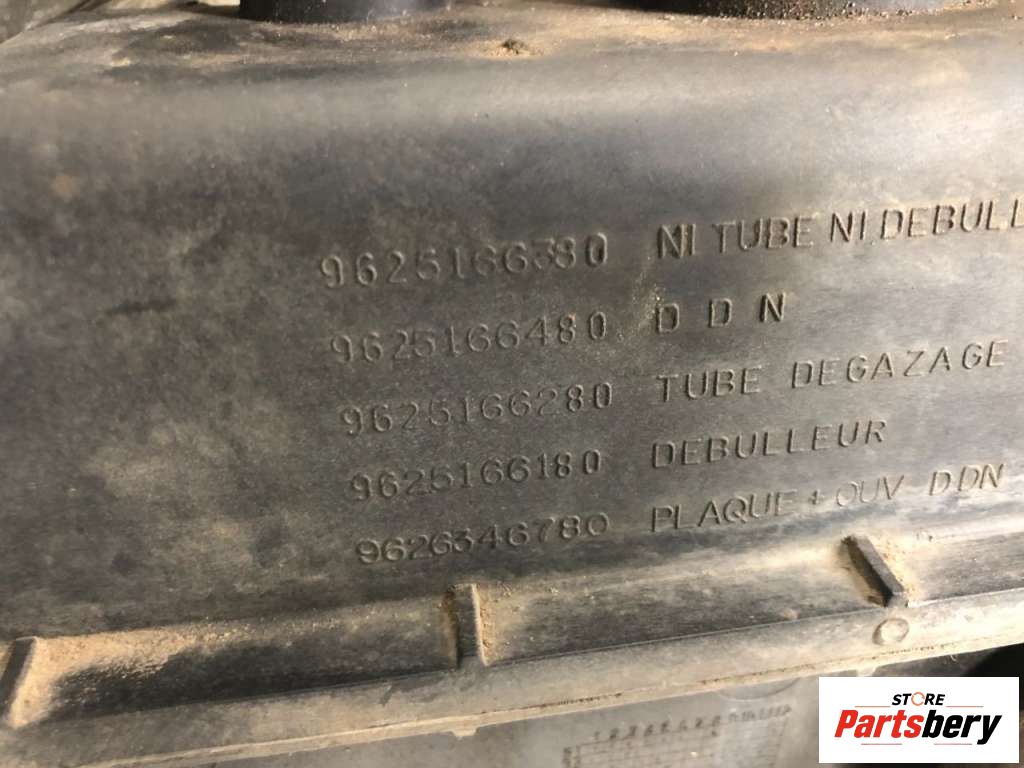 9625166380 NI TUBE NI DEBULL
9625166480 D D N
9625166280 TUBE DEGAZAGE
9625166180 DEBULLEUR
9626346780 PLAQUE + OUV DDN
STORE
Partsbery